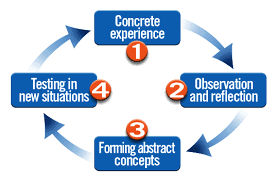 Concrete
experience
1
2
Observation
and reflection
3
Forming abstract
concepts
Testing in
new situations
4